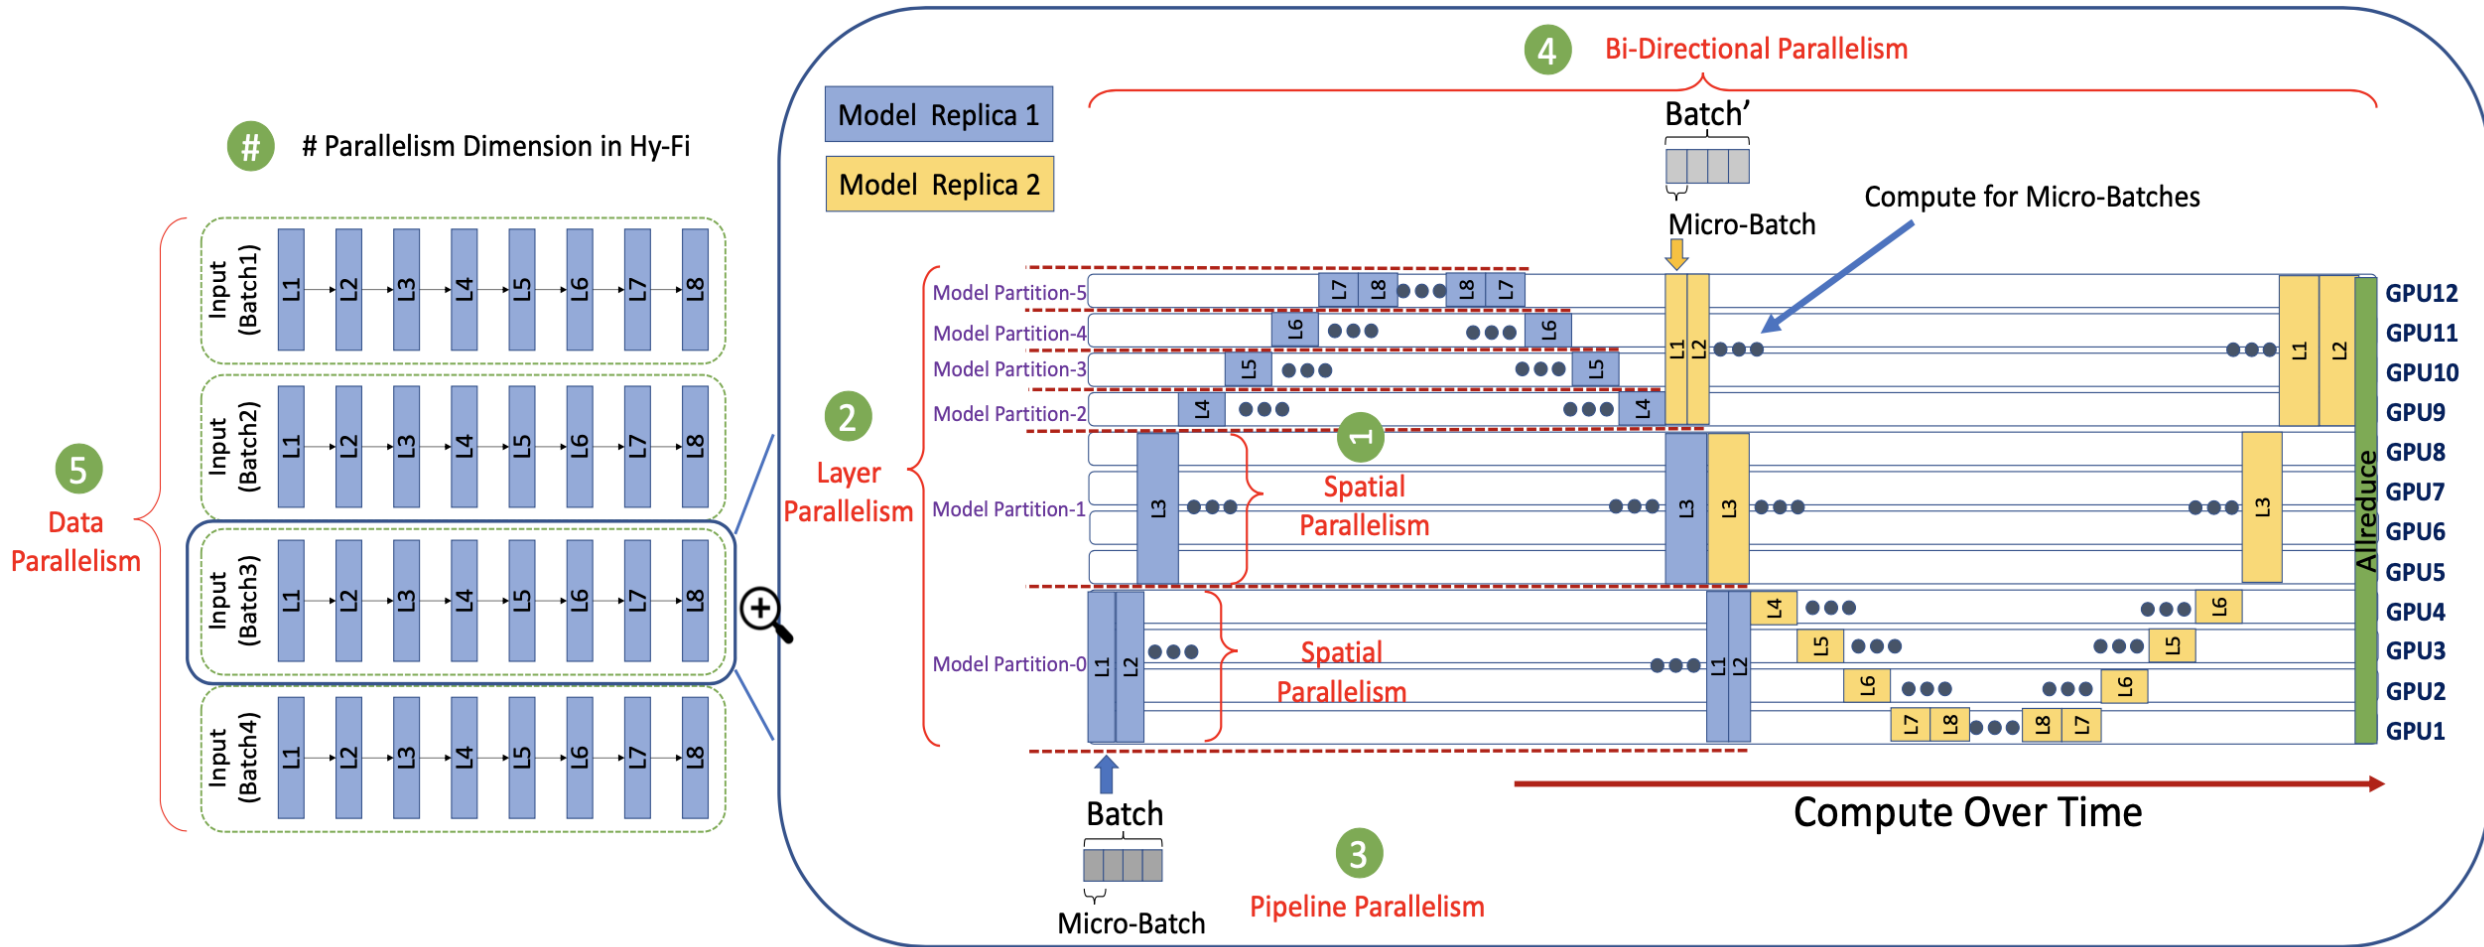 #
# Parallelism Dimension in Hy-Fi
5
Data
Parallelism
Input
(Batch1)
L1 L2 L3 L4 L5 L6 L7 L8
Input
(Batch2)
L1 L2 L3 L4 L5 L6 L7 L8
Input
(Batch3)
L1 L2 L3 L4 L5 L6 L7 L8
Input
(Batch4)
L1 L2 L3 L4 L5 L6 L7 L8
4 Bi-Directional Parallelism
Model Replica 1
Model Replica 2
Batch’
Micro-Batch
Compute for Micro-Batches
2
Layer
Parallelism
Model Partition-5
L7 L8 L8 L7
GPU12
Model Partition-4
L6 L6
L1 L2
L1 L2
GPU11
Model Partition-3
L5 L5
GPU10
Model Partition-2
L4 L4
GPU9
1
Spatial
Parallelism
GPU8
Model Partition-1
L3 L3 L3 L3
GPU7
GPU6
GPU5
Allreduce
Model Partition-0
L1 L2
Spatial
Parallelism
L1 L2
L4 L6
GPU4
L5 L5
GPU3
L6 L6
GPU2
L7 L8 L8 L7
GPU1
Compute Over Time
Batch
Micro-Batch
3
Pipeline Parallelism